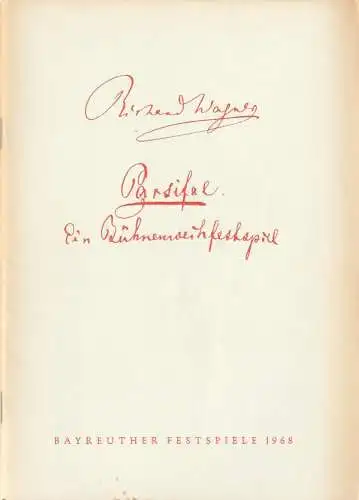 Richard Wagner
Parsifal.
Ein Bühnenweihfestspiel
BAYREUTHER FESTSPIELE 1968